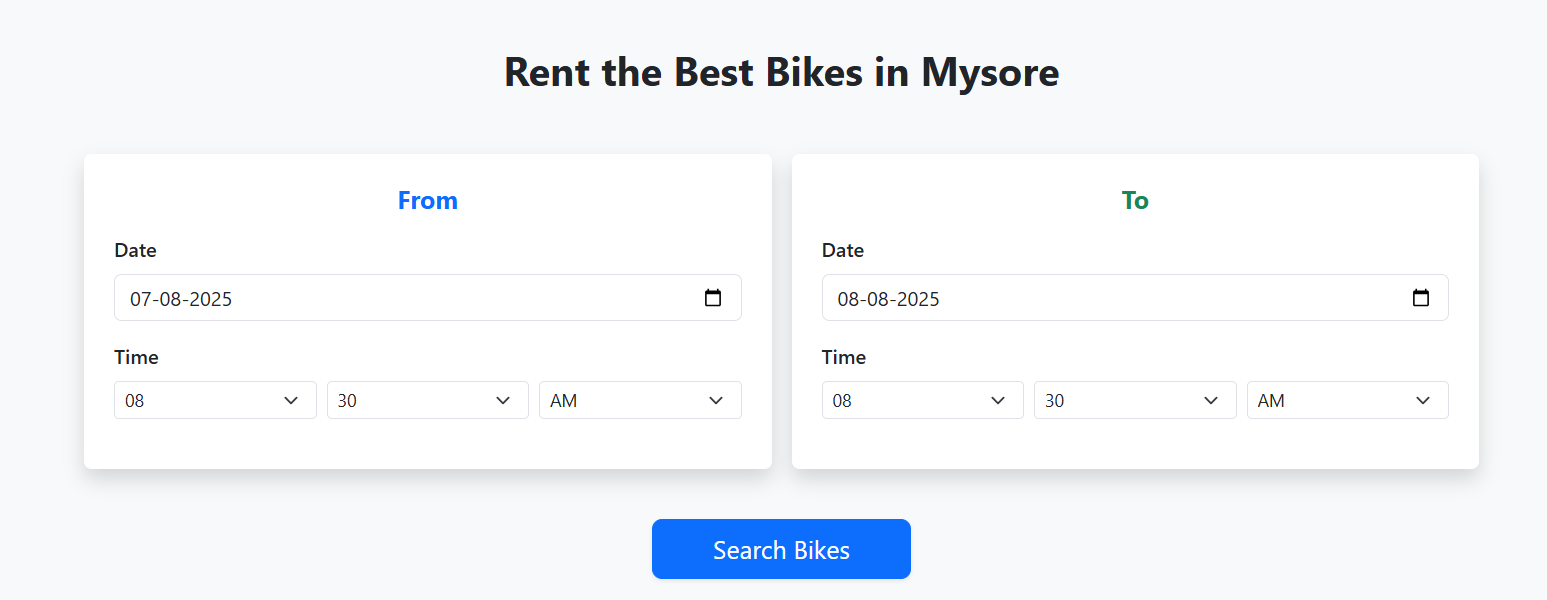 Rent the Best Bikes in Mysore
From
Date
07-08-2025
Time
08 30 AM
To
Date
08-08-2025
Time
08 30 AM
Search Bikes